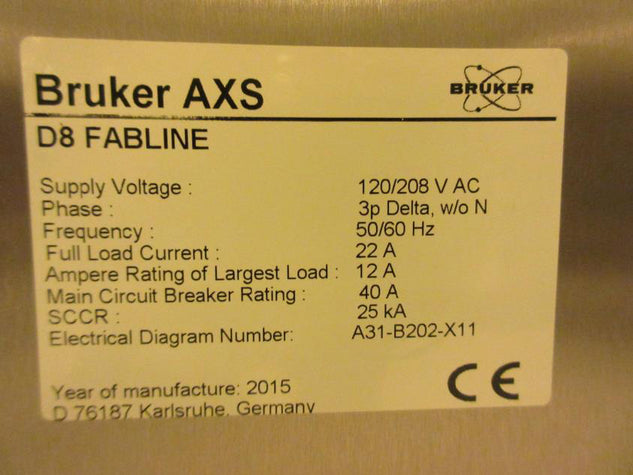 Bruker AXS
BRUKER
D8 FABLINE
Supply Voltage : 120/208 V AC
Phase : 3p Delta, w/o N
Frequency : 50/60 Hz
Full Load Current : 22 A
Ampere Rating of Largest Load : 12 A
Main Circuit Breaker Rating : 40 A
SCCR : 25 kA
Electrical Diagram Number: A31-B202-X11
Year of manufacture: 2015
D 76187 Karlsruhe, Germany
CE